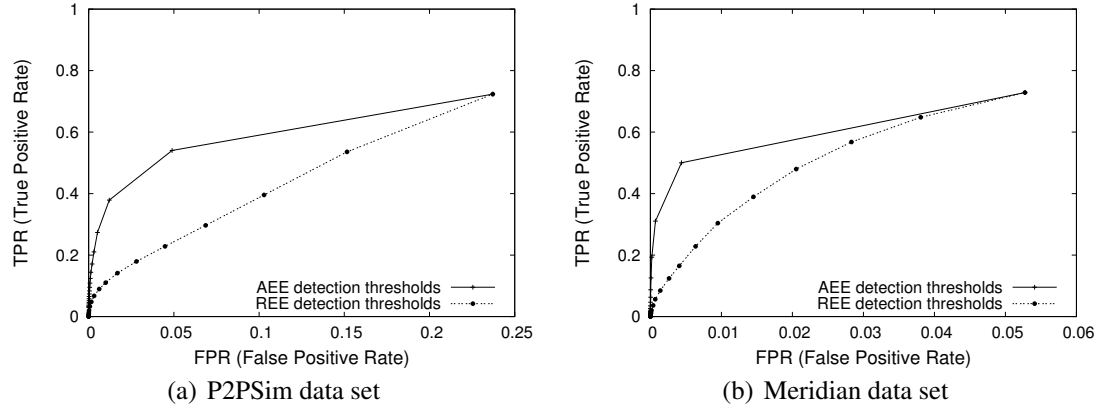 1
0.8
0.6
0.4
0.2
0
TPR (True Positive Rate)
AEE detection thresholds
REE detection thresholds
0 0.05 0.1 0.15 0.2 0.25
FPR (False Positive Rate)
(a) P2PSim data set
1
0.8
0.6
0.4
0.2
0
TPR (True Positive Rate)
AEE detection thresholds
REE detection thresholds
0 0.01 0.02 0.03 0.04 0.05 0.06
FPR (False Positive Rate)
(b) Meridian data set